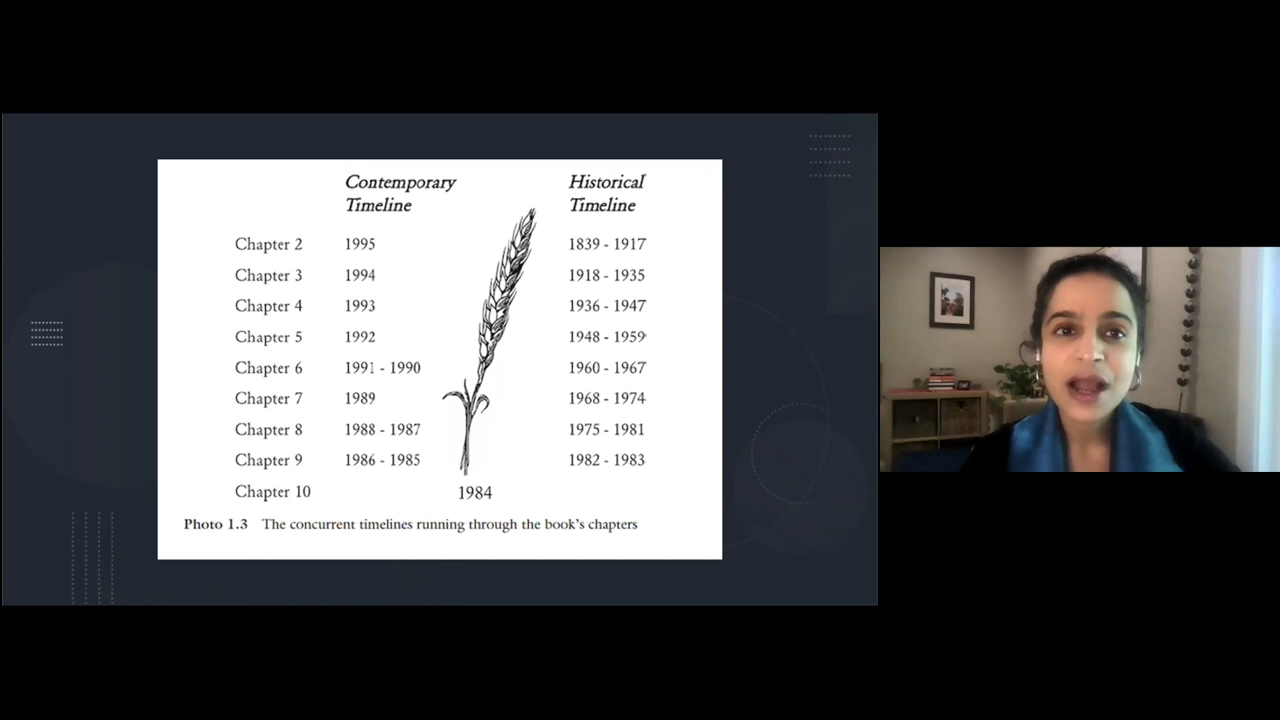 Contemporary Timeline Historical Timeline
Chapter 2 1995 1839 - 1917
Chapter 3 1994 1918 - 1935
Chapter 4 1993 1936 - 1947
Chapter 5 1992 1948 - 1959
Chapter 6 1991 - 1990 1960 - 1967
Chapter 7 1989 1968 - 1974
Chapter 8 1988 - 1987 1975 - 1981
Chapter 9 1986 - 1985 1982 - 1983
Chapter 10 1984
Photo 1.3 The concurrent timelines running through the book's chapters